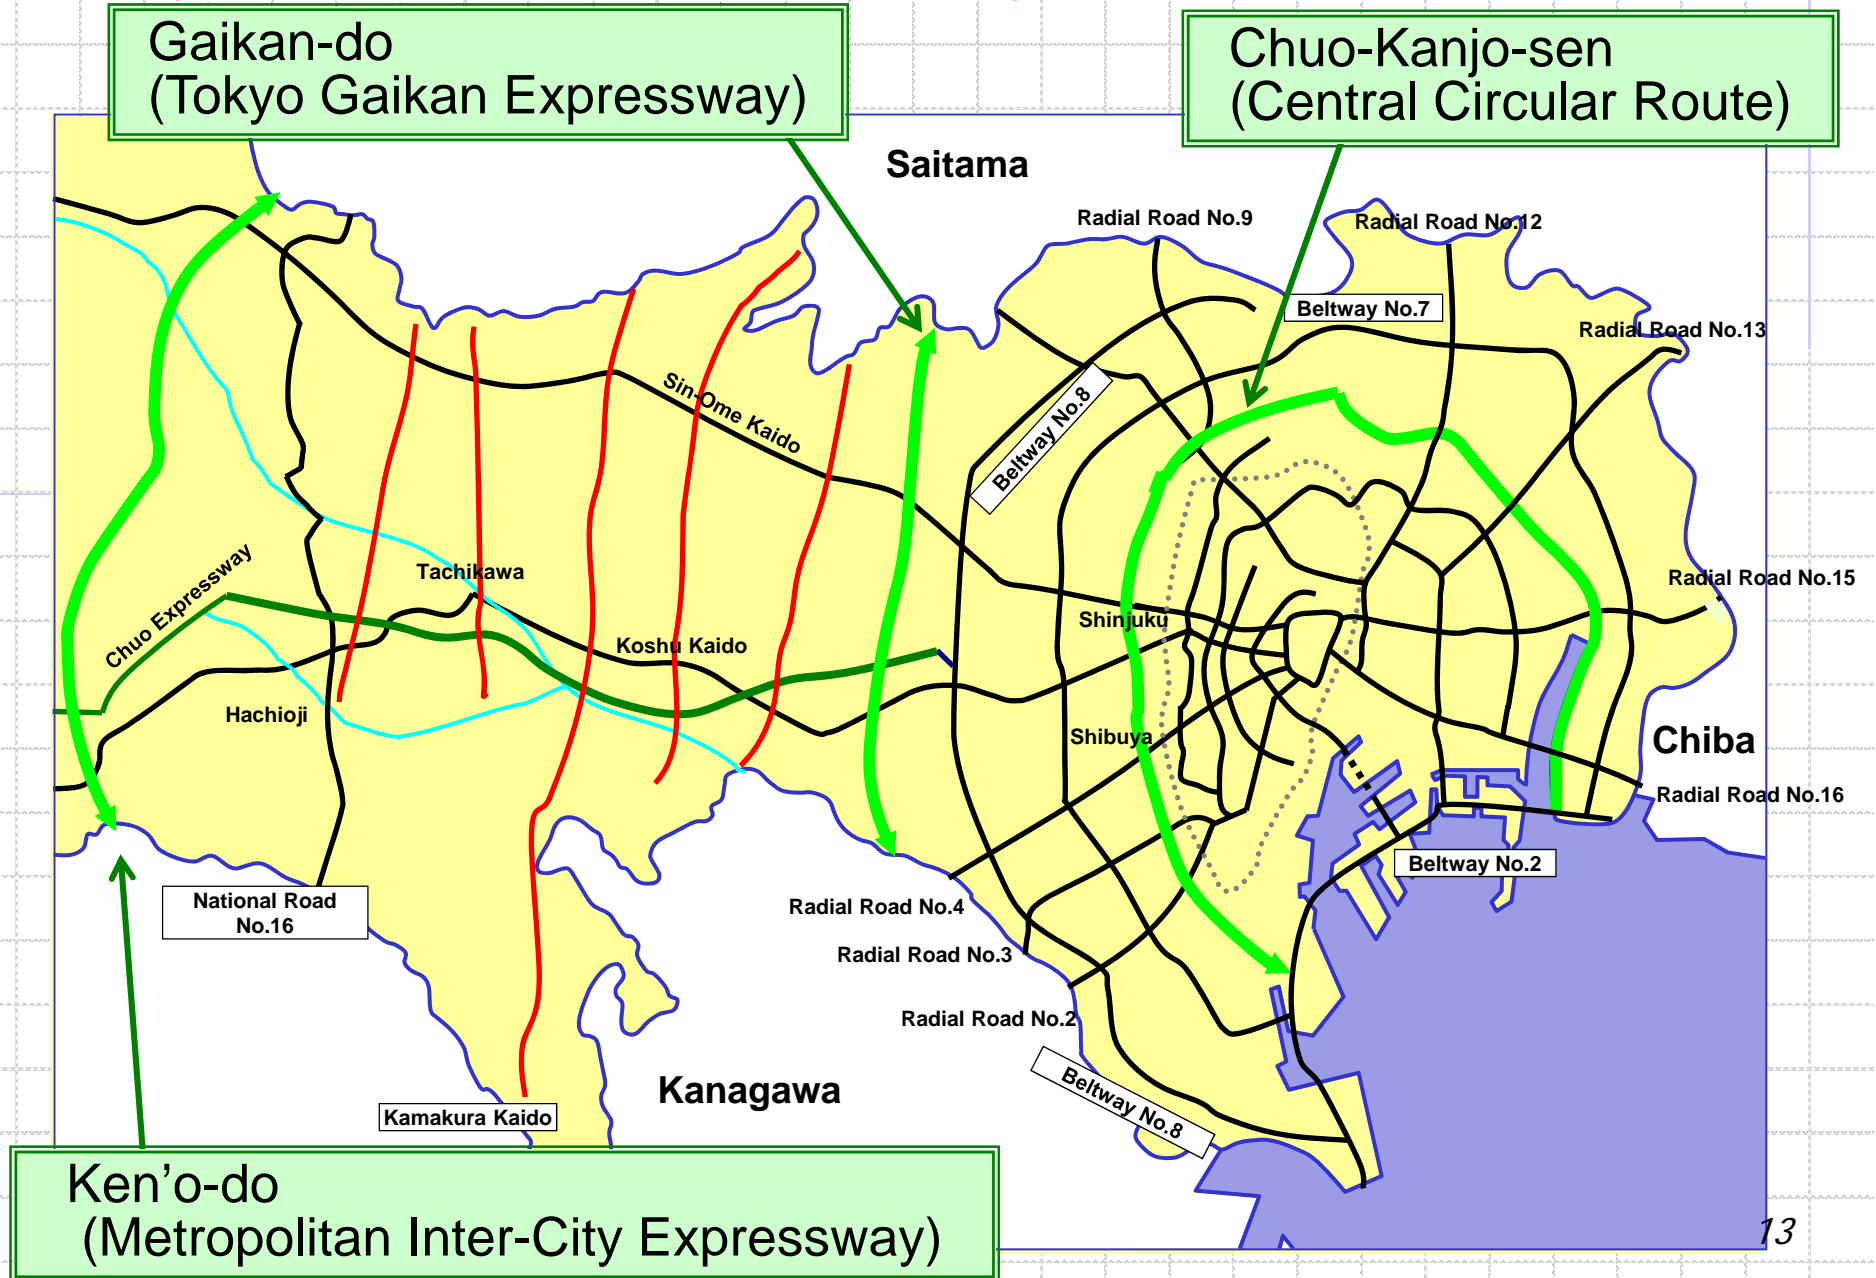 Gaikan-do
(Tokyo Gaikan Expressway)
Chuo-Kanjo-sen
(Central Circular Route)
Saitama
Radial Road No.9
Radial Road No.12
Beltway No.7
Radial Road No.13
Sin-Ome Kaido
Beltway No.8
Chuo Expressway
Tachikawa
Radial Road No.15
Shinjuku
Koshu Kaido
Hachioji
Shibuya
Chiba
Radial Road No.16
Beltway No.2
National Road
No.16
Radial Road No.4
Radial Road No.3
Radial Road No.2
Kanagawa
Beltway No.8
Kamakura Kaido
Ken’o-do
(Metropolitan Inter-City Expressway)
13